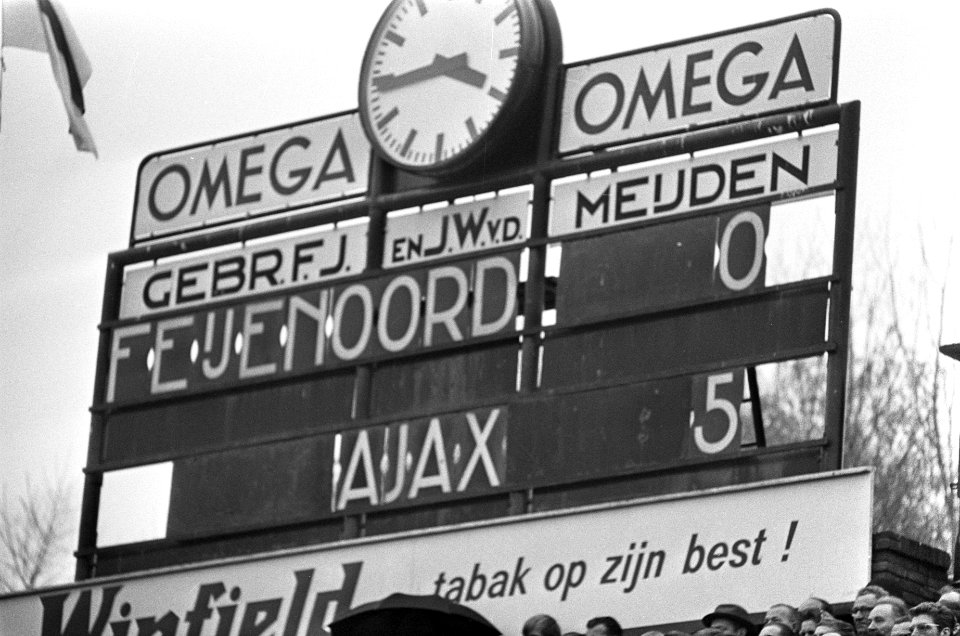 OMEGA OMEGA
GEBR. F.J. EN J.W.V.D. MEIJDEN
FEIJENOORD 0
AJAX 5
Winfield tabak op zijn best!